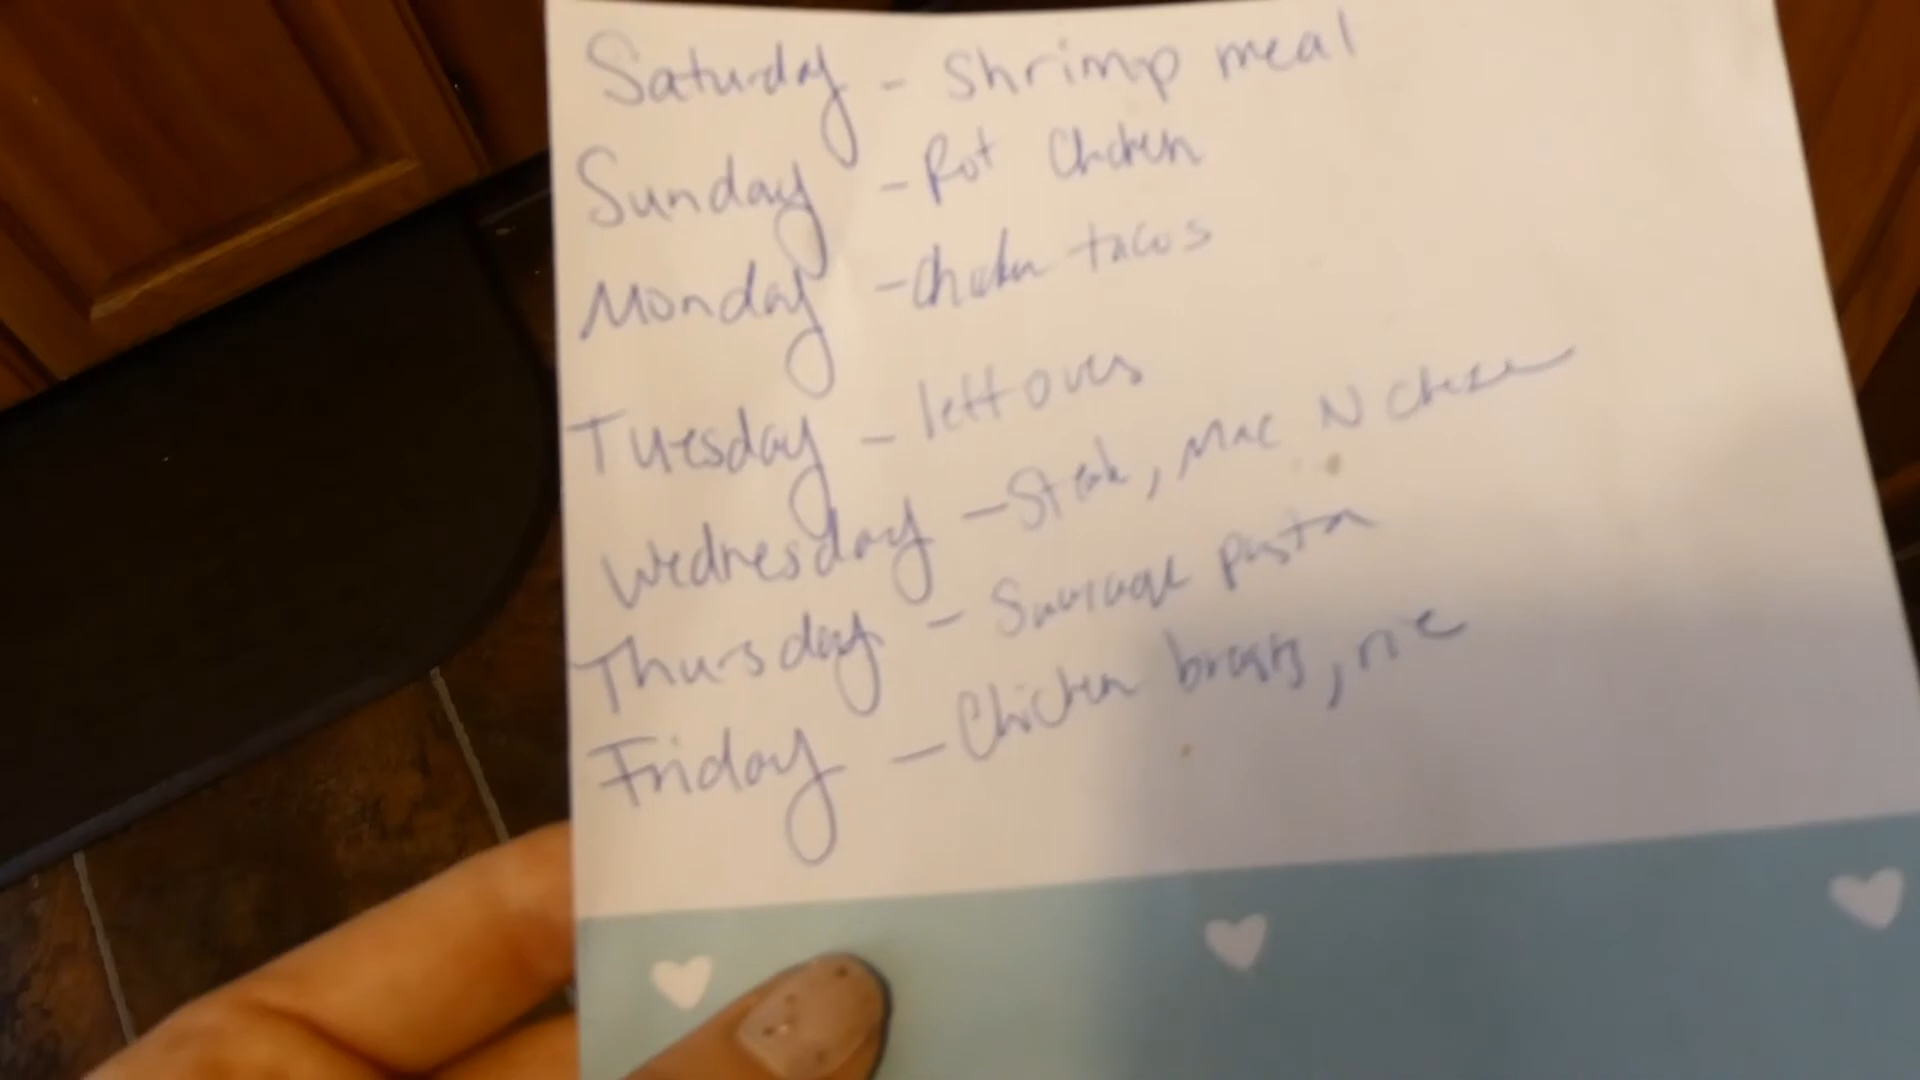 Saturday - Shrimp meal
Sunday - Rot Chicken
Monday - Chicken tacos
Tuesday - leftovers
Wednesday - Steak, Mac N Cheese
Thursday - Sausage pasta
Friday - Chicken breasts, rice